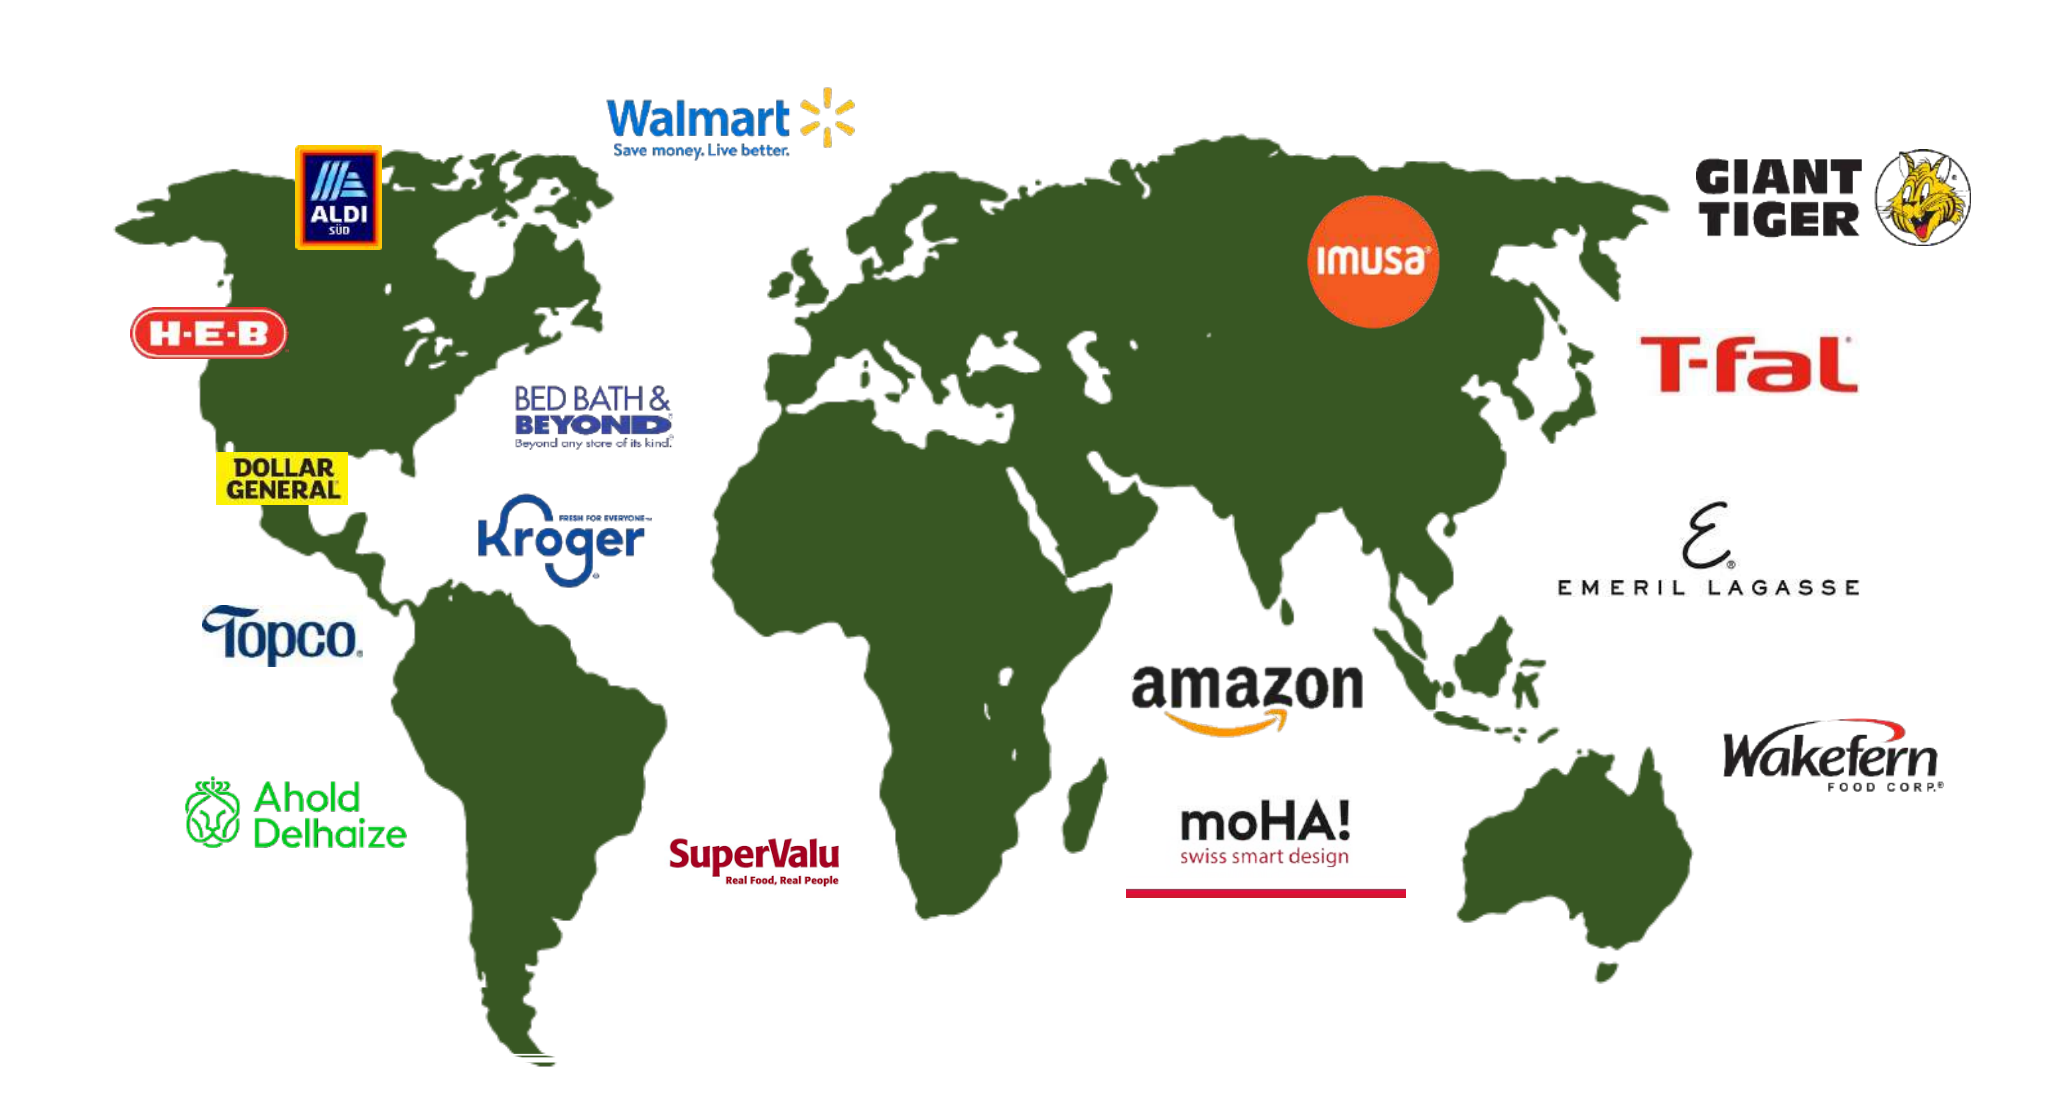 Walmart
Save money. Live better.
ALDI
SÜD
GIANT
TIGER
imusa
H-E-B
T-fal
BED BATH &
BEYOND
Beyond any store of its kind.
DOLLAR
GENERAL
Kroger
FRESH FOR EVERYONE™
E
EMERIL LAGASSE
Topco
amazon
Wakefern
FOOD CORP.®
Ahold
Delhaize
moHA!
swiss smart design
SuperValu
Real Food, Real People